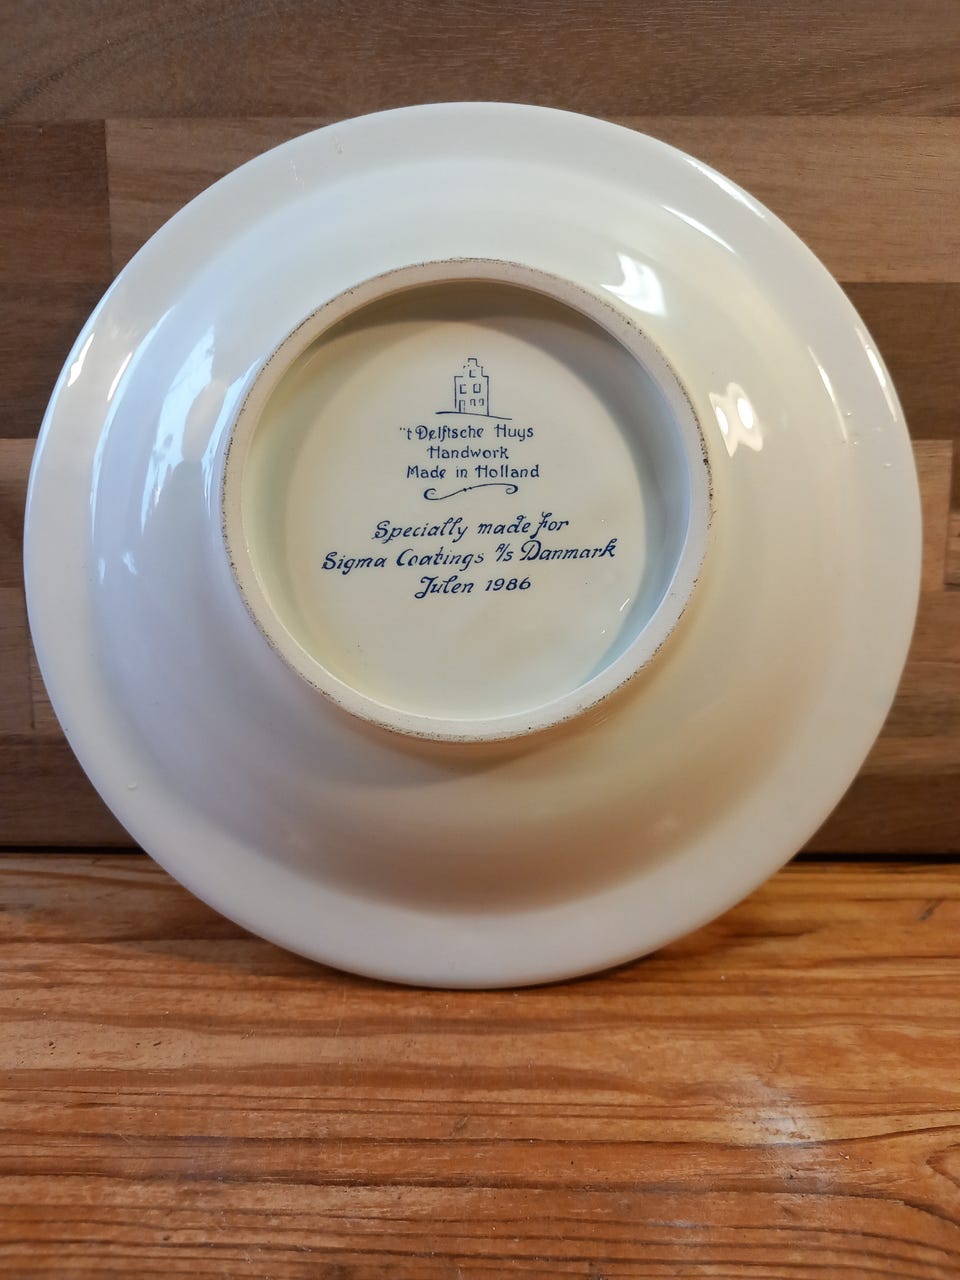 "t Delftsche Huys
Handwork
Made in Holland
Specially made for
Sigma Coatings A/s Danmark
Julen 1986